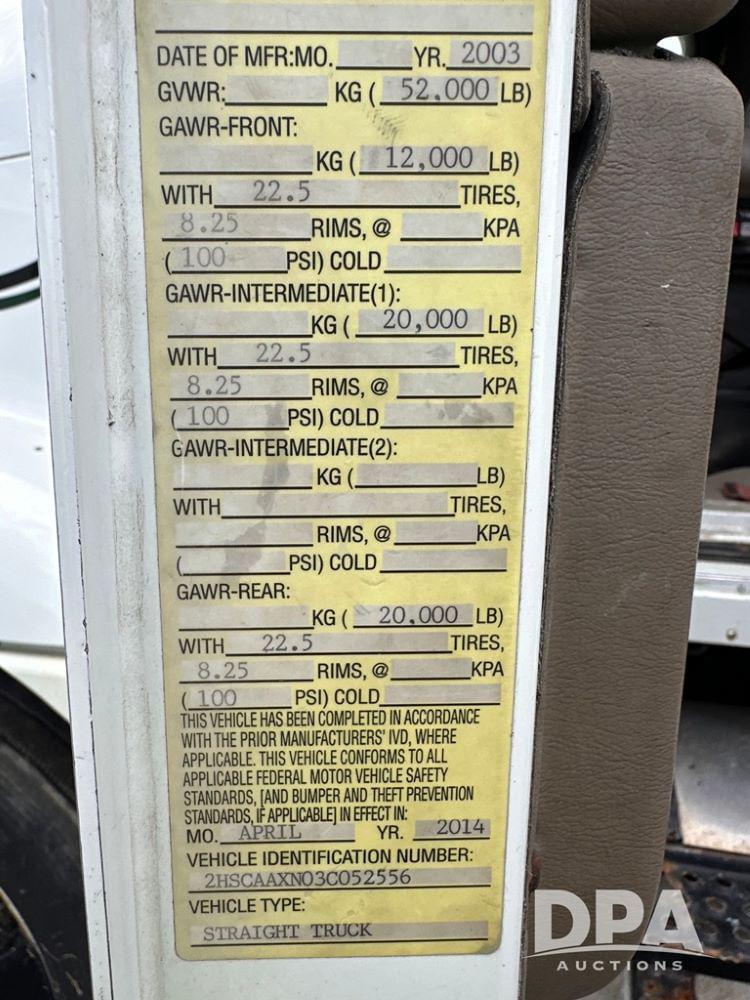 DATE OF MFR:MO. YR. 2003
GVWR: KG ( 52,000 LB)
GAWR-FRONT:
KG ( 12,000 LB)
WITH 22.5 TIRES,
8.25 RIMS, @ KPA
( 100 PSI) COLD
GAWR-INTERMEDIATE(1):
KG ( 20,000 LB)
WITH 22.5 TIRES,
8.25 RIMS, @ KPA
( 100 PSI) COLD
GAWR-INTERMEDIATE(2):
KG ( LB)
WITH TIRES,
RIMS, @ KPA
( PSI) COLD
GAWR-REAR:
KG ( 20,000 LB)
WITH 22.5 TIRES,
8.25 RIMS, @ KPA
( 100 PSI) COLD
THIS VEHICLE HAS BEEN COMPLETED IN ACCORDANCE
WITH THE PRIOR MANUFACTURERS' IVD, WHERE
APPLICABLE. THIS VEHICLE CONFORMS TO ALL
APPLICABLE FEDERAL MOTOR VEHICLE SAFETY
STANDARDS, [AND BUMPER AND THEFT PREVENTION
STANDARDS, IF APPLICABLE] IN EFFECT IN:
MO. APRIL YR. 2014
VEHICLE IDENTIFICATION NUMBER:
2HSCAAXN03C052556
VEHICLE TYPE:
STRAIGHT TRUCK
DPA
AUCTIONS